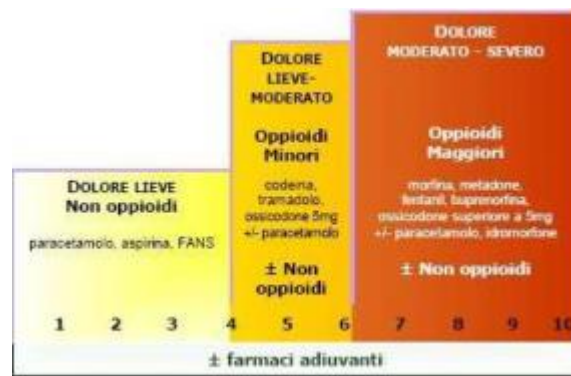 DOLORE LIEVE
Non oppioidi
paracetamolo, aspirina, FANS
DOLORE
LIEVE-
MODERATO
Oppioidi
Minori
codeina,
tramadolo,
ossicodone 5mg
+/- paracetamolo
± Non
oppioidi
DOLORE
MODERATO - SEVERO
Oppioidi
Maggiori
morfina, metadone,
fentanil, buprenorfina,
ossicodone superiore a 5mg
+/- paracetamolo, idromorfone
± Non oppioidi
1 2 3 4 5 6 7 8 9 10
± farmaci adiuvanti